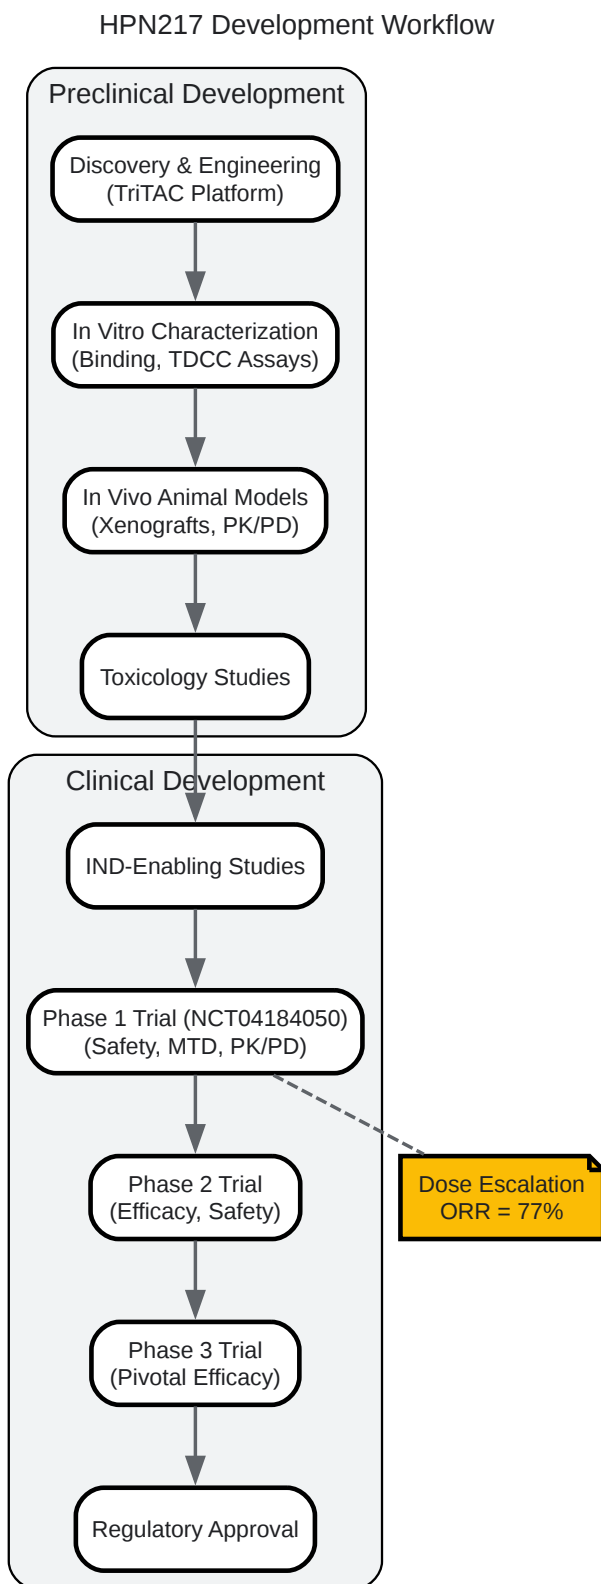 HPN217 Development Workflow
Preclinical Development
Discovery & Engineering
(TriTAC Platform)
In Vitro Characterization
(Binding, TDCC Assays)
In Vivo Animal Models
(Xenografts, PK/PD)
Toxicology Studies
Clinical Development
IND-Enabling Studies
Phase 1 Trial (NCT04184050)
(Safety, MTD, PK/PD)
Phase 2 Trial
(Efficacy, Safety)
Dose Escalation
ORR = 77%
Phase 3 Trial
(Pivotal Efficacy)
Regulatory Approval